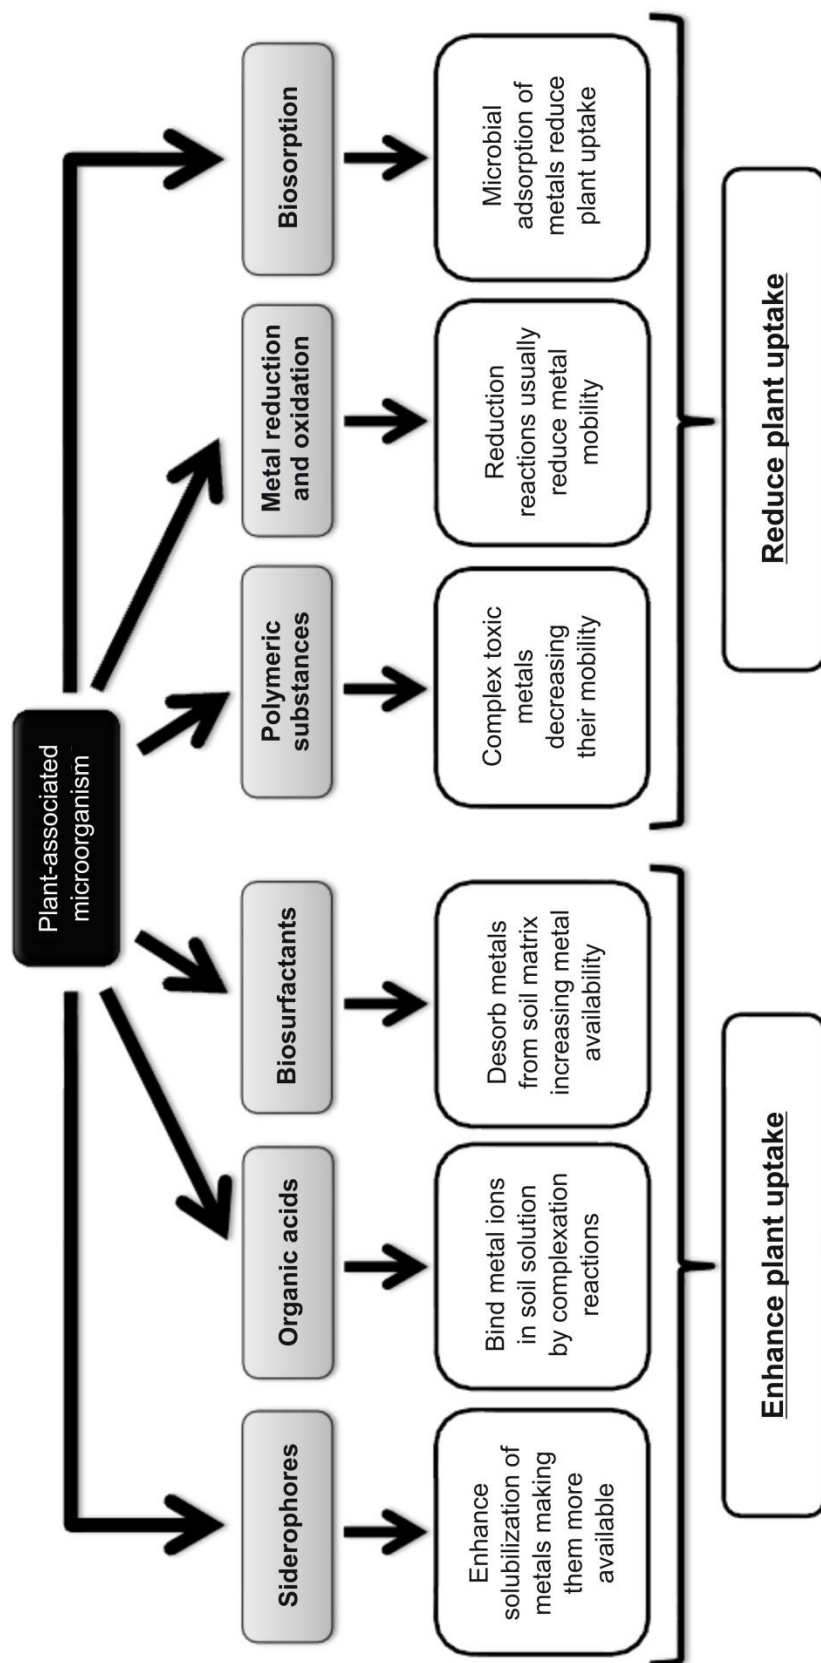 Plant-associated
microorganism
Siderophores
Organic acids
Biosurfactants
Polymeric
substances
Metal reduction
and oxidation
Biosorption
Enhance
solubilization of
metals making
them more
available
Bind metal ions
in soil solution
by complexation
reactions
Desorb metals
from soil matrix
increasing metal
availability
Complex toxic
metals
decreasing
their mobility
Reduction
reactions usually
reduce metal
mobility
Microbial
adsorption of
metals reduce
plant uptake
Enhance plant uptake
Reduce plant uptake